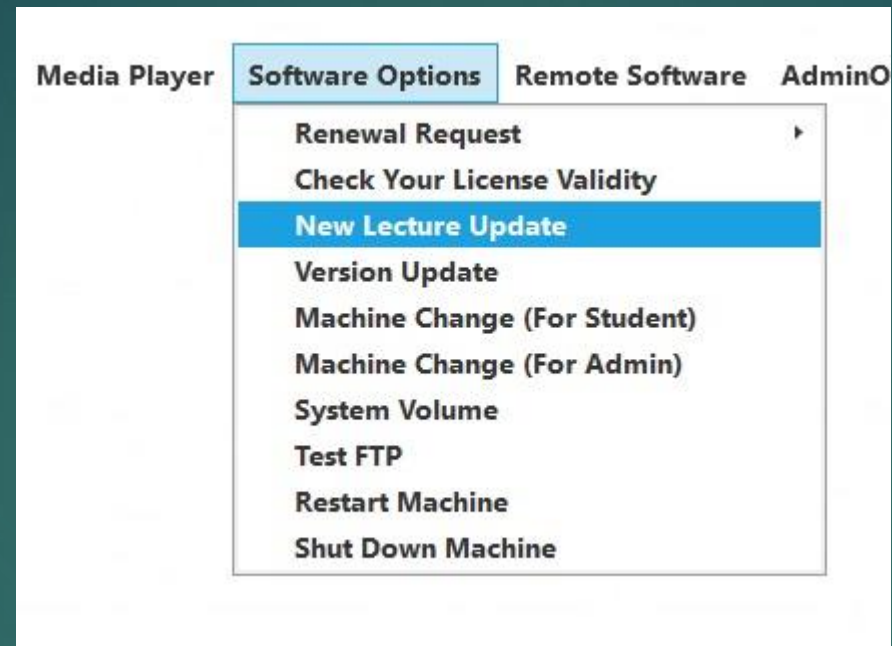 Media Player Software Options Remote Software AdminO
Renewal Request
Check Your License Validity
New Lecture Update
Version Update
Machine Change (For Student)
Machine Change (For Admin)
System Volume
Test FTP
Restart Machine
Shut Down Machine